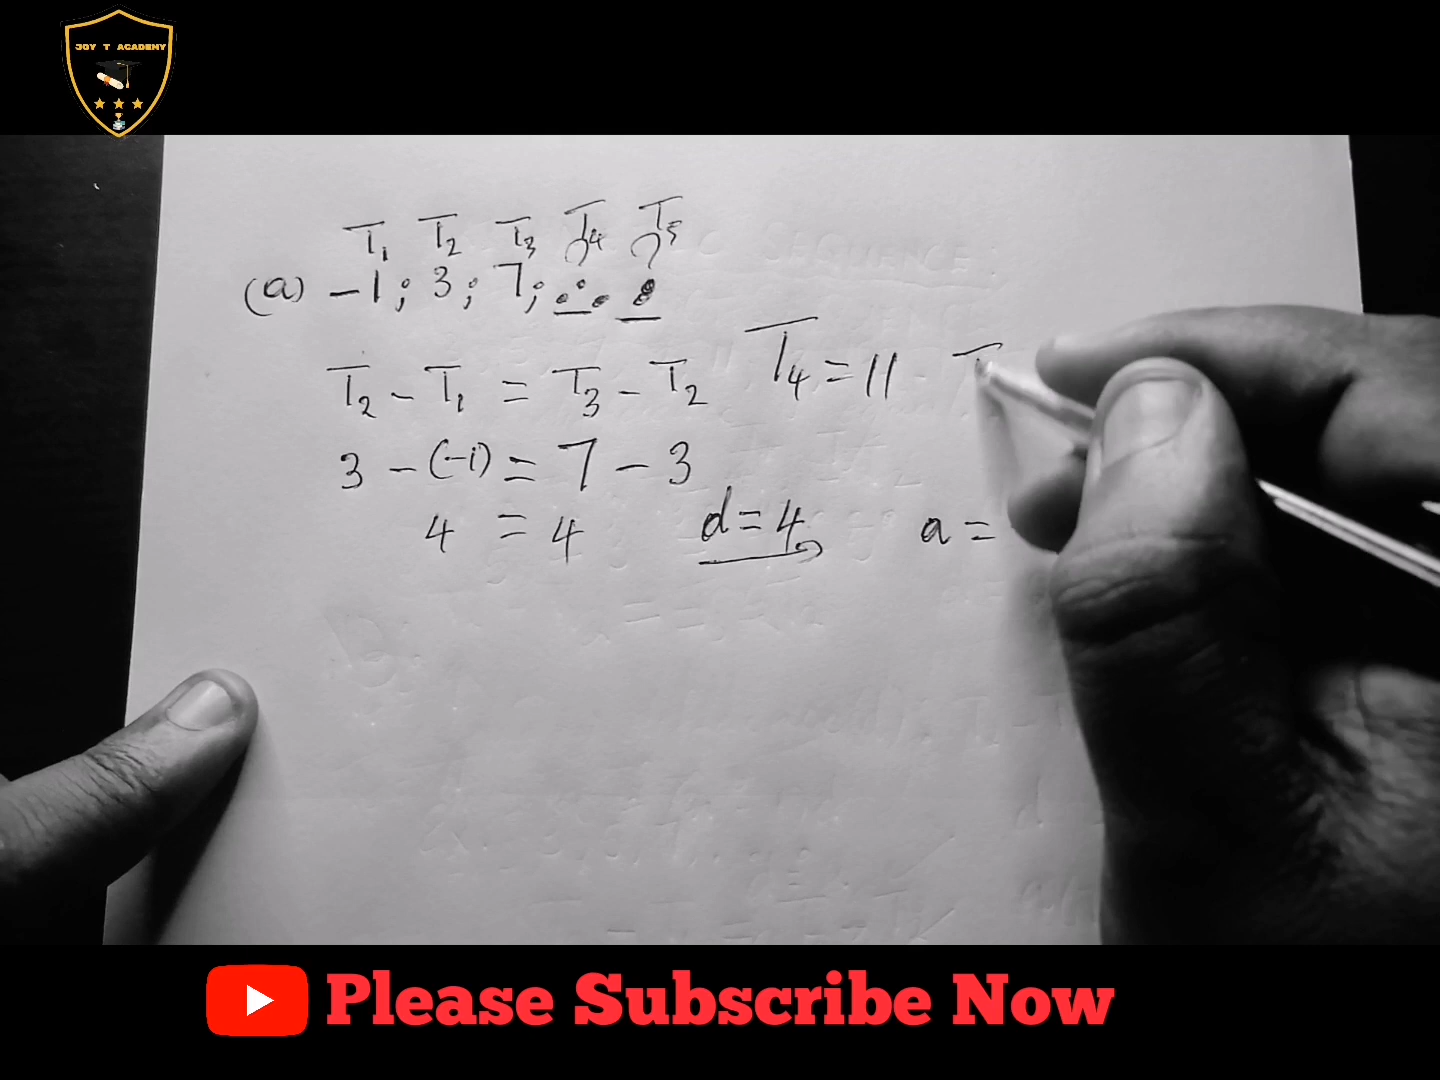 JOY T ACADEMY
T1 T2 T3 T4 T5
(a) -1; 3; 7; ... :
T2 - T1 = T3 - T2 T4 = 11 T
3 - (-1) = 7 - 3
4 = 4 d = 4 a =
Please Subscribe Now